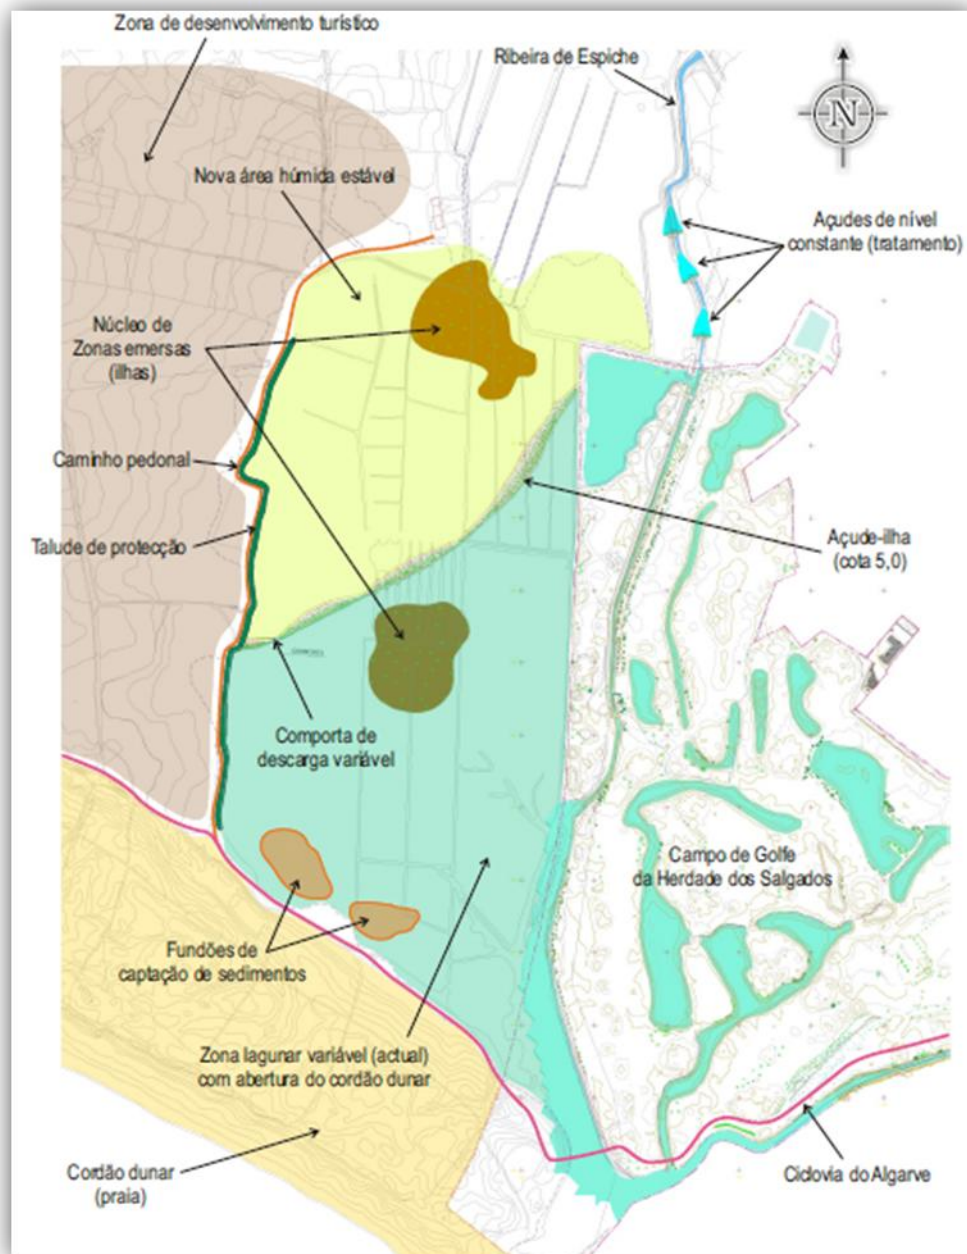 Zona de desenvolvimento turístico
Ribeira de Espiche
N
Nova área húmida estável
Açudes de nível
constante (tratamento)
Núcleo de
Zonas emersas
(ilhas)
Caminho pedonal
Talude de protecção
Açude-ilha
(cota 5,0)
Comporta de
descarga variável
Campo de Golfe
da Herdade dos Salgados
Fundões de
captação de sedimentos
Zona lagunar variável (actual)
com abertura do cordão dunar
Cordão dunar
(praia)
Ciclovia do Algarve